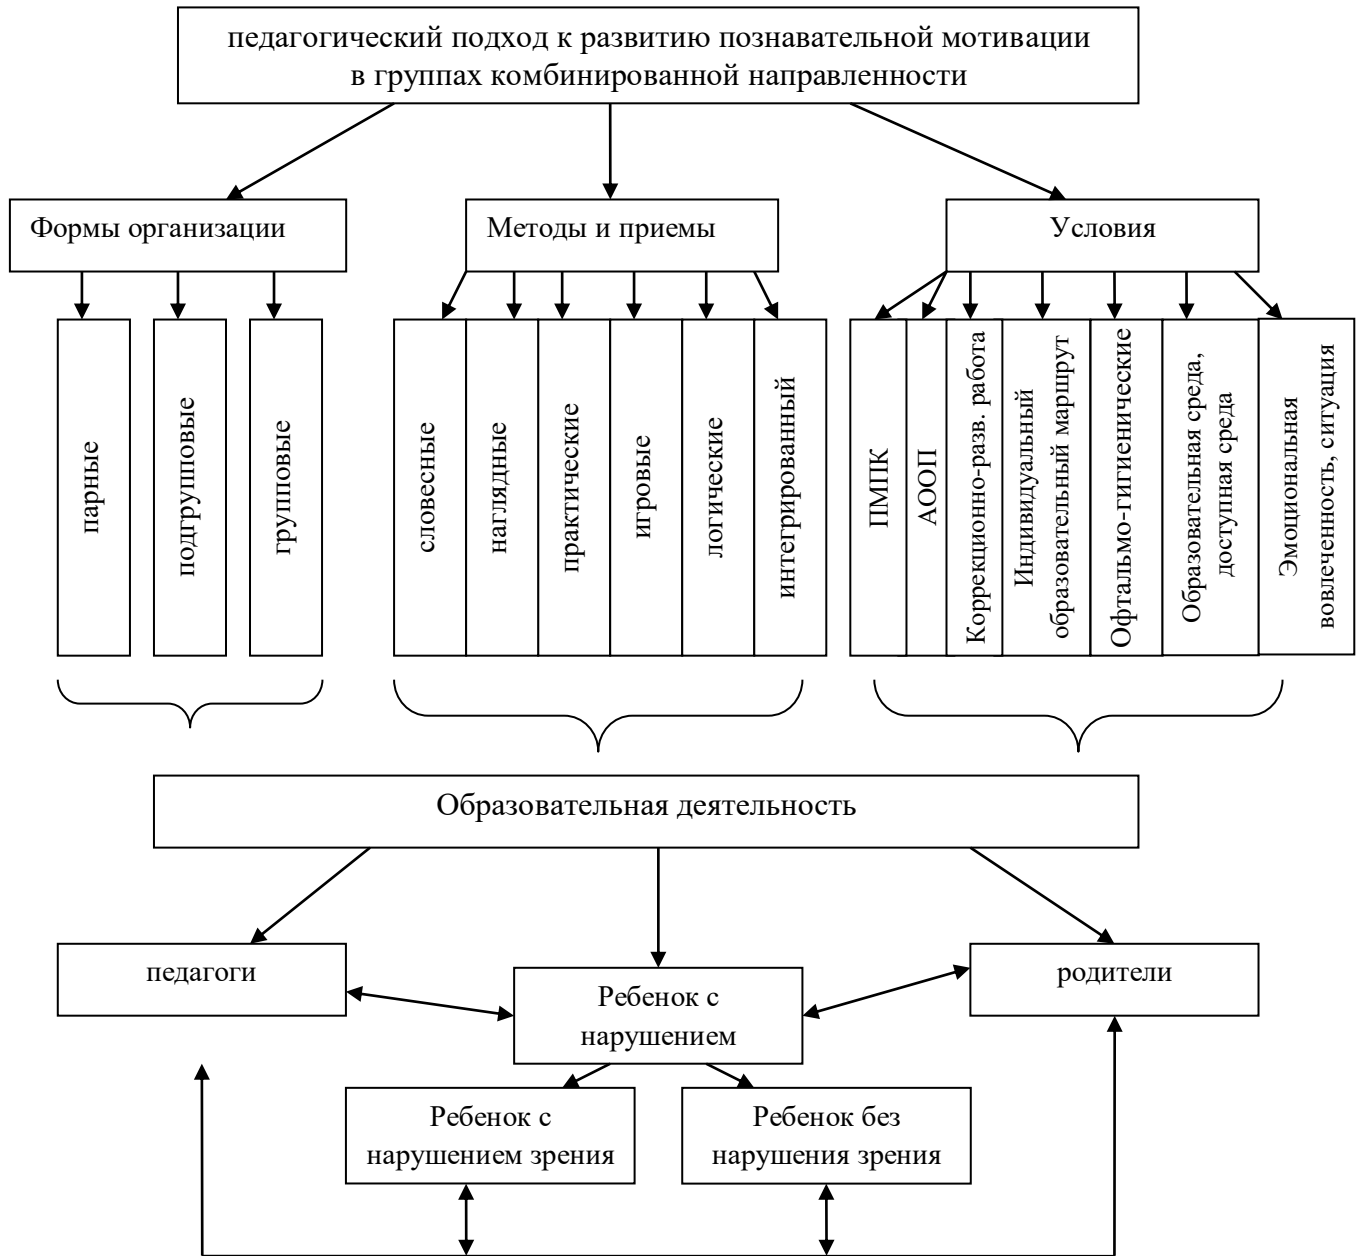 педагогический подход к развитию познавательной мотивации
в группах комбинированной направленности
Формы организации
Методы и приемы
Условия
парные
подгрупповые
групповые
словесные
наглядные
практические
игровые
логические
интегрированный
ПМПК
АООП
Коррекционно-разв. работа
Индивидуальный
образовательный маршрут
Офтальмо-гигиенические
Образовательная среда,
доступная среда
Эмоциональная
вовлеченность, ситуация
Образовательная деятельность
педагоги
Ребенок с
нарушением
родители
Ребенок с
нарушением зрения
Ребенок без
нарушения зрения